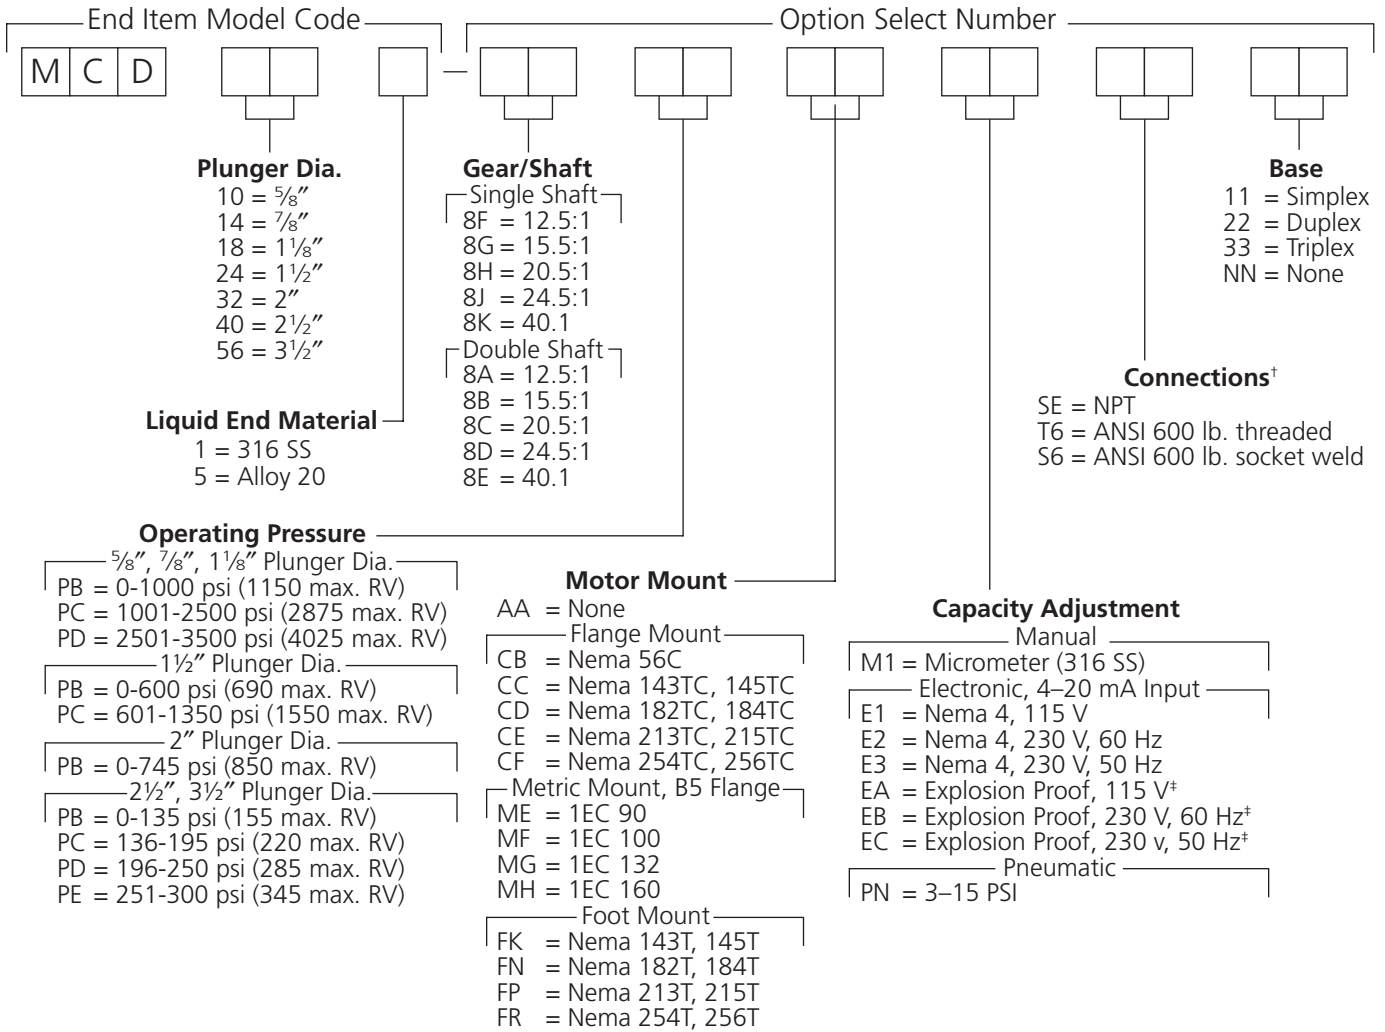 End Item Model Code
Option Select Number
M C D
–
Plunger Dia.
10 = ⅝″
14 = ⅞″
18 = 1⅛″
24 = 1½″
32 = 2″
40 = 2½″
56 = 3½″
Liquid End Material
1 = 316 SS
5 = Alloy 20
Gear/Shaft
Single Shaft
8F = 12.5:1
8G = 15.5:1
8H = 20.5:1
8J = 24.5:1
8K = 40.1
Double Shaft
8A = 12.5:1
8B = 15.5:1
8C = 20.5:1
8D = 24.5:1
8E = 40.1
Operating Pressure
⅝″, ⅞″, 1⅛″ Plunger Dia.
PB = 0-1000 psi (1150 max. RV)
PC = 1001-2500 psi (2875 max. RV)
PD = 2501-3500 psi (4025 max. RV)
1½″ Plunger Dia.
PB = 0-600 psi (690 max. RV)
PC = 601-1350 psi (1550 max. RV)
2″ Plunger Dia.
PB = 0-745 psi (850 max. RV)
2½″, 3½″ Plunger Dia.
PB = 0-135 psi (155 max. RV)
PC = 136-195 psi (220 max. RV)
PD = 196-250 psi (285 max. RV)
PE = 251-300 psi (345 max. RV)
Motor Mount
AA = None
Flange Mount
CB = Nema 56C
CC = Nema 143TC, 145TC
CD = Nema 182TC, 184TC
CE = Nema 213TC, 215TC
CF = Nema 254TC, 256TC
Metric Mount, B5 Flange
ME = 1EC 90
MF = 1EC 100
MG = 1EC 132
MH = 1EC 160
Foot Mount
FK = Nema 143T, 145T
FN = Nema 182T, 184T
FP = Nema 213T, 215T
FR = Nema 254T, 256T
Capacity Adjustment
Manual
M1 = Micrometer (316 SS)
Electronic, 4–20 mA Input
E1 = Nema 4, 115 V
E2 = Nema 4, 230 V, 60 Hz
E3 = Nema 4, 230 V, 50 Hz
EA = Explosion Proof, 115 V‡
EB = Explosion Proof, 230 V, 60 Hz‡
EC = Explosion Proof, 230 v, 50 Hz‡
Pneumatic
PN = 3–15 PSI
Connections†
SE = NPT
T6 = ANSI 600 lb. threaded
S6 = ANSI 600 lb. socket weld
Base
11 = Simplex
22 = Duplex
33 = Triplex
NN = None